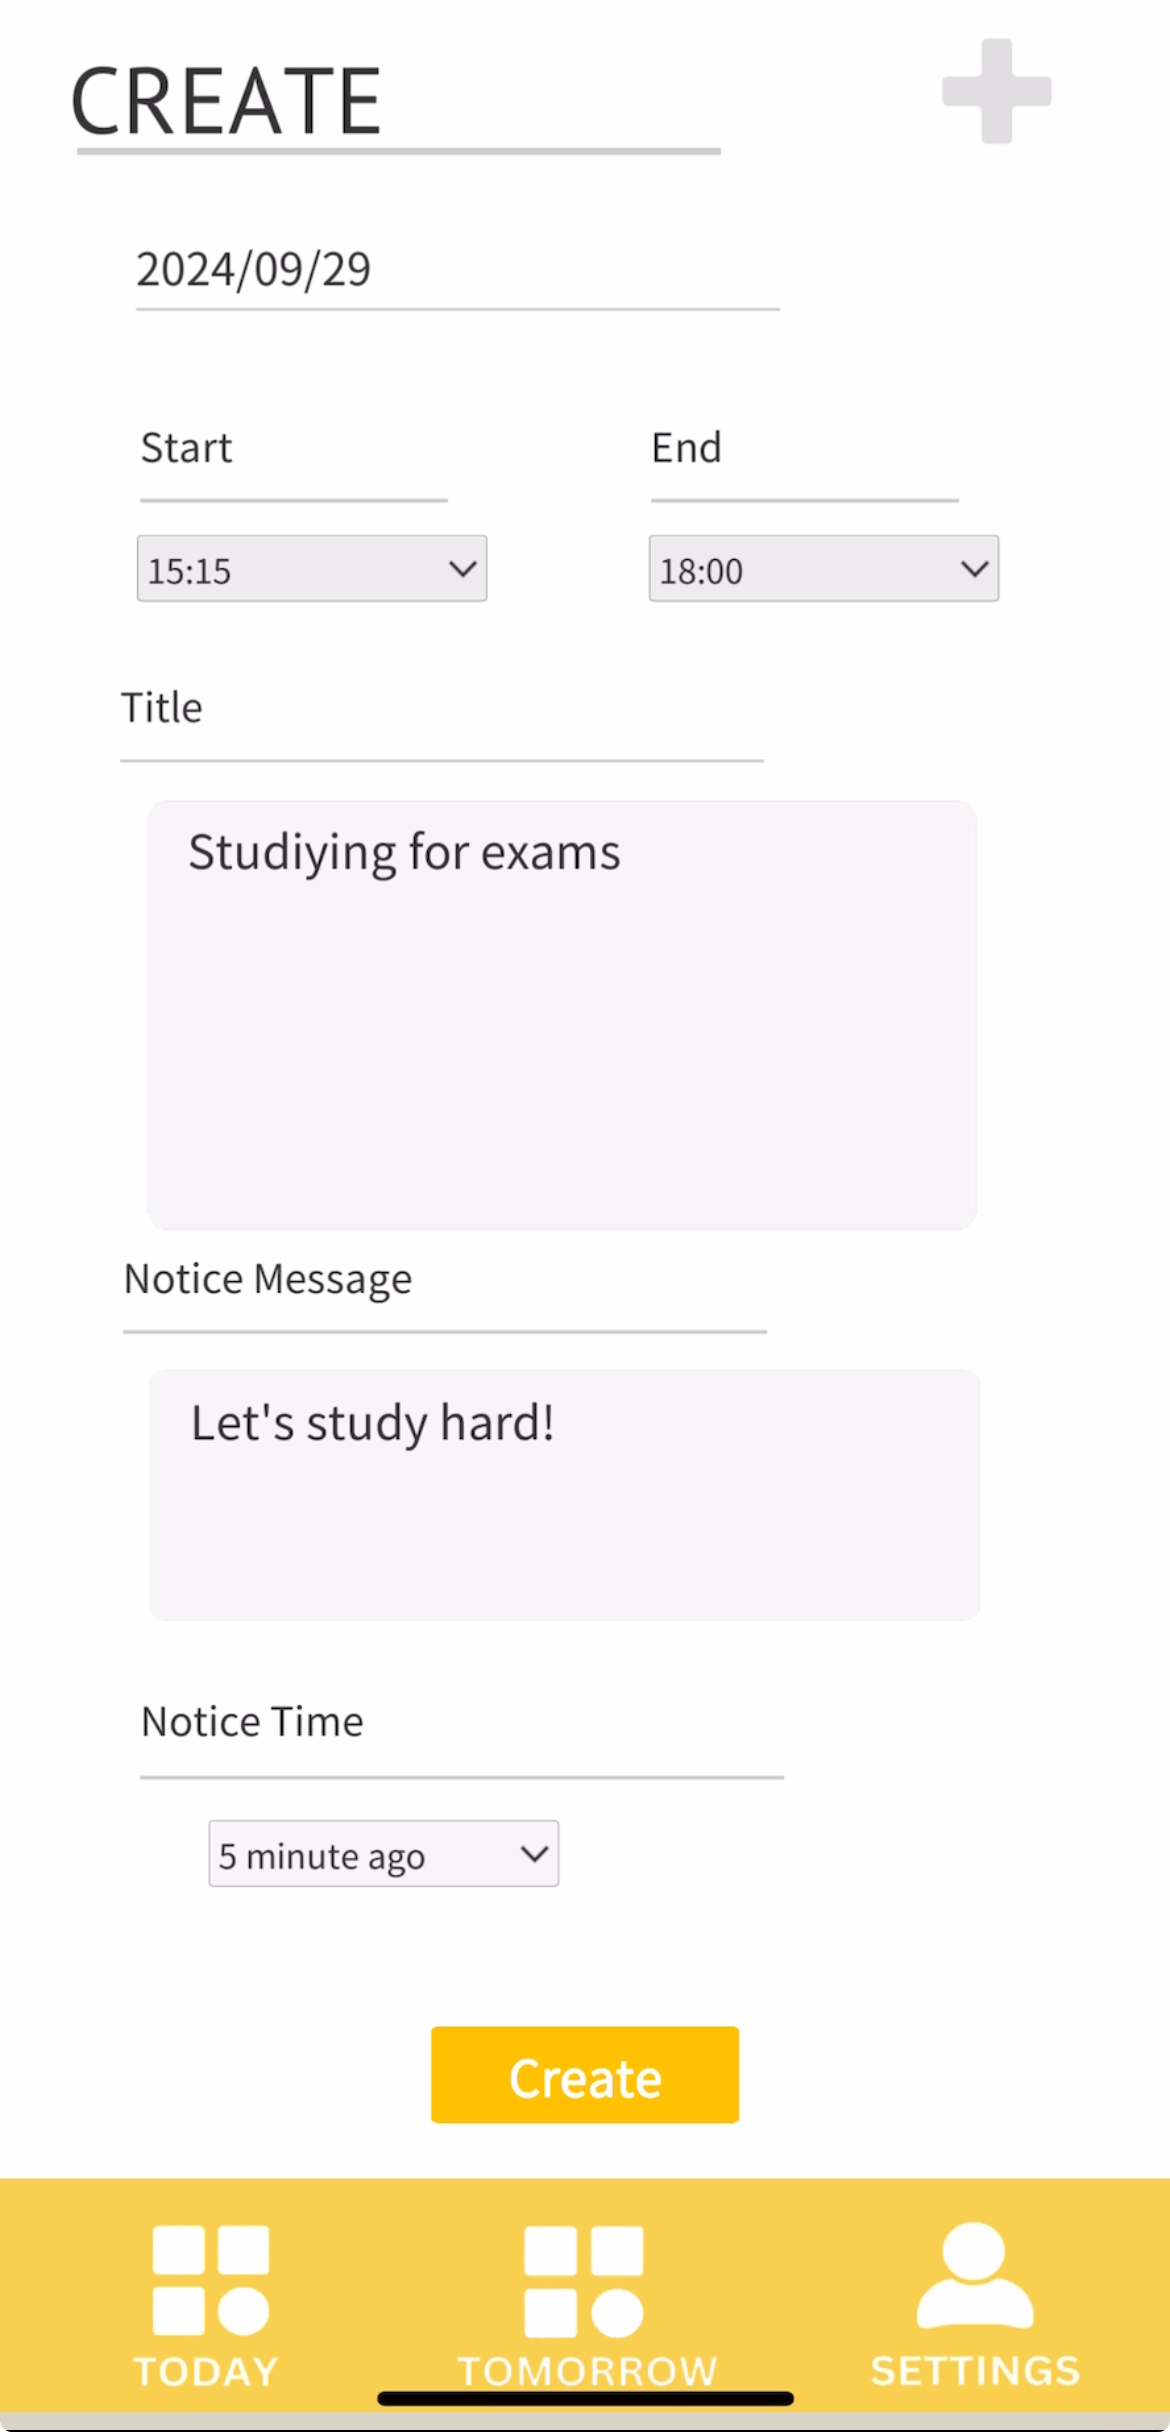 CREATE
2024/09/29
Start
End
15:15
18:00
Title
Studiying for exams
Notice Message
Let's study hard!
Notice Time
5 minute ago
Create
TODAY
TOMORROW
SETTINGS